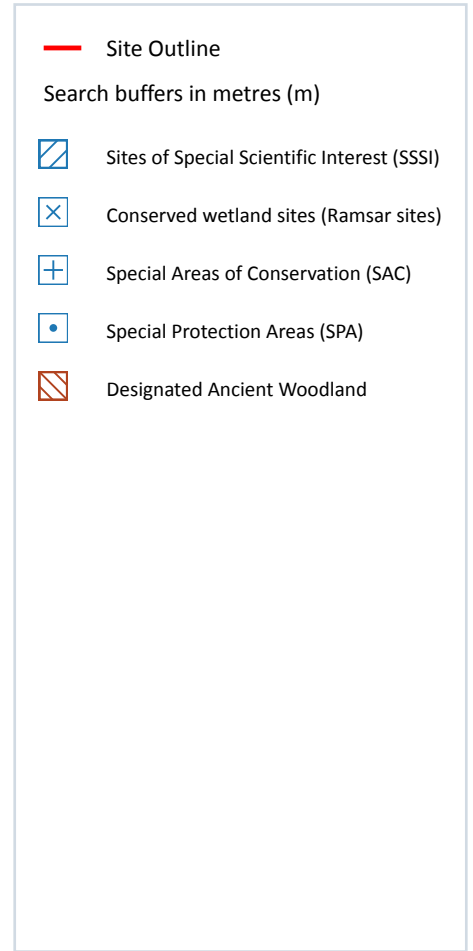 Site Outline
Search buffers in metres (m)
Sites of Special Scientific Interest (SSSI)
Conserved wetland sites (Ramsar sites)
Special Areas of Conservation (SAC)
Special Protection Areas (SPA)
Designated Ancient Woodland